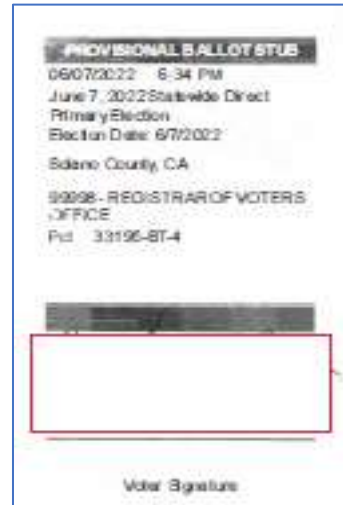 PROVISIONAL BALLOT STUB
06/07/2022 6:34 PM
June 7, 2022 Statewide Direct
Primary Election
Election Date: 6/7/2022
Solano County, CA
99998 - REGISTRAR OF VOTERS
OFFICE
Pct 33195-BT-4
Voter Signature